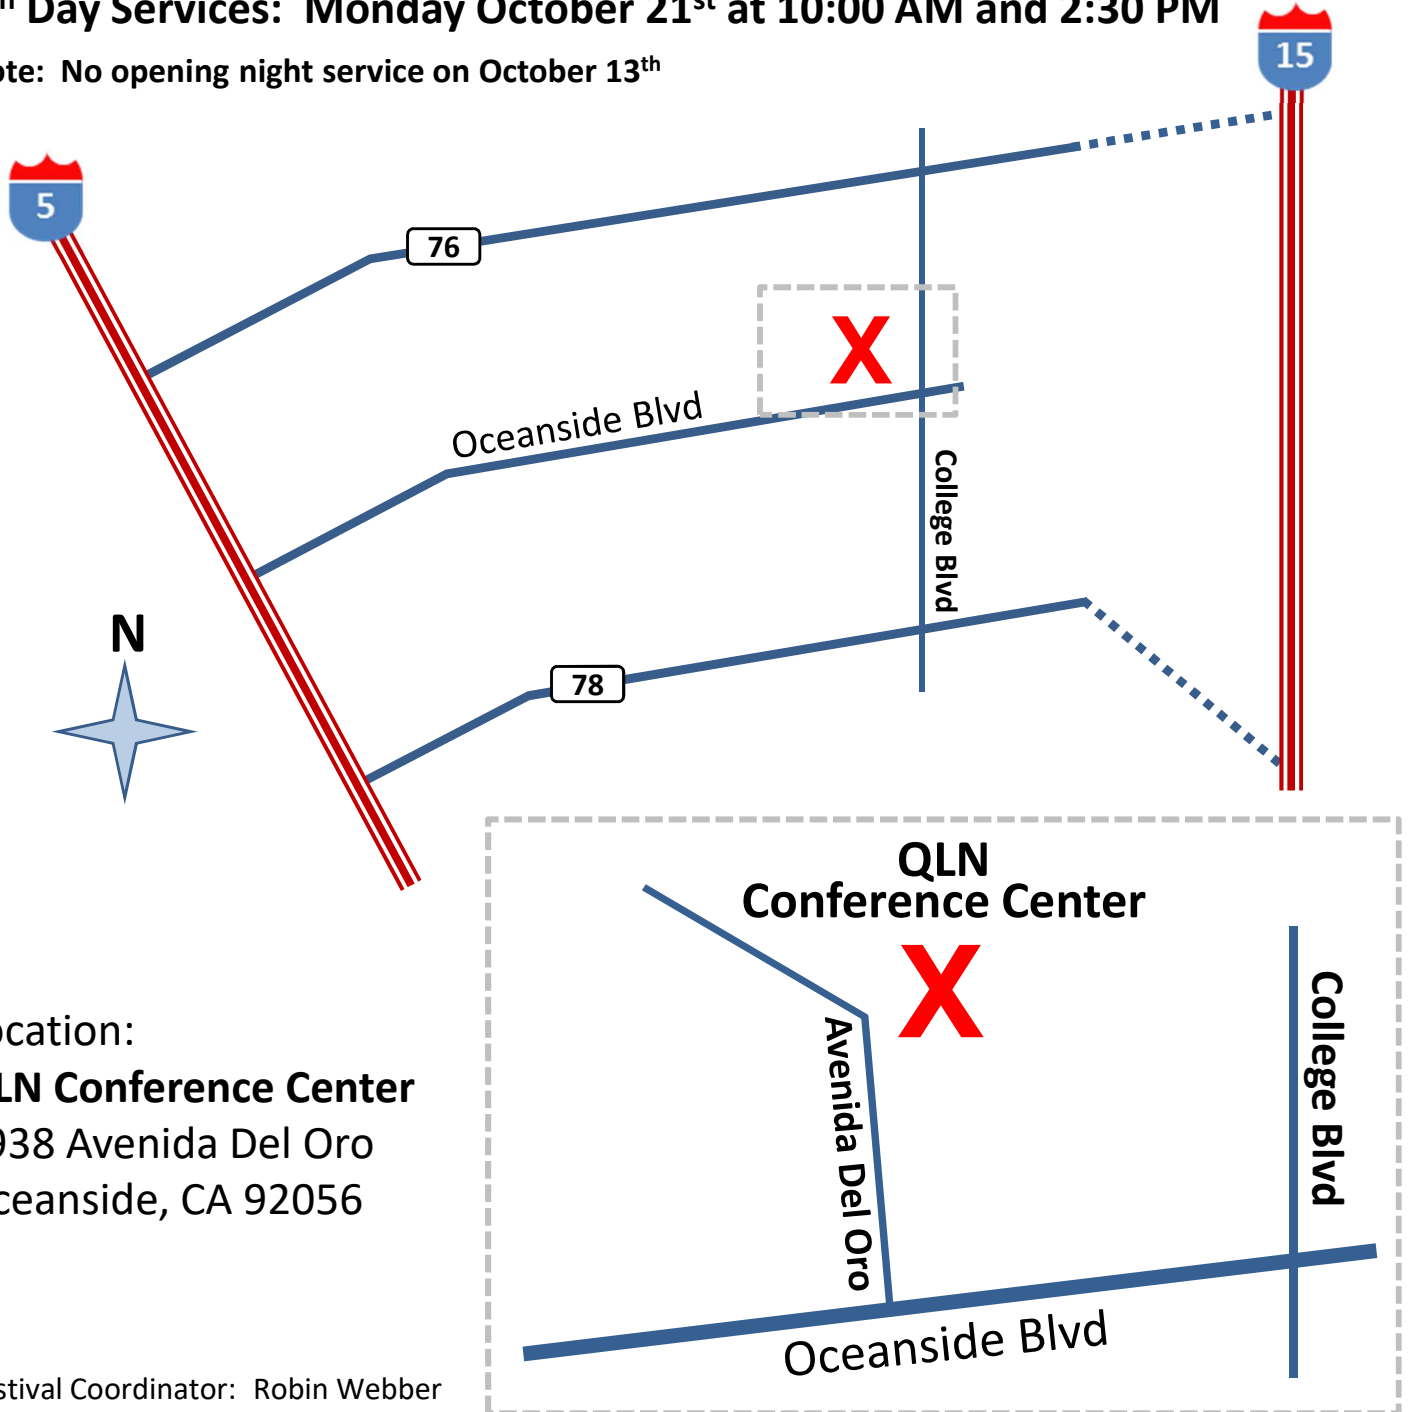 Day Services: Monday October 21st at 10:00 AM and 2:30 PM
ote: No opening night service on October 13th
15
5
76
Oceanside Blvd
College Blvd
N
78
QLN
Conference Center
X
X
Avenida Del Oro
College Blvd
Oceanside Blvd
ocation:
LN Conference Center
938 Avenida Del Oro
ceanside, CA 92056
stival Coordinator: Robin Webber